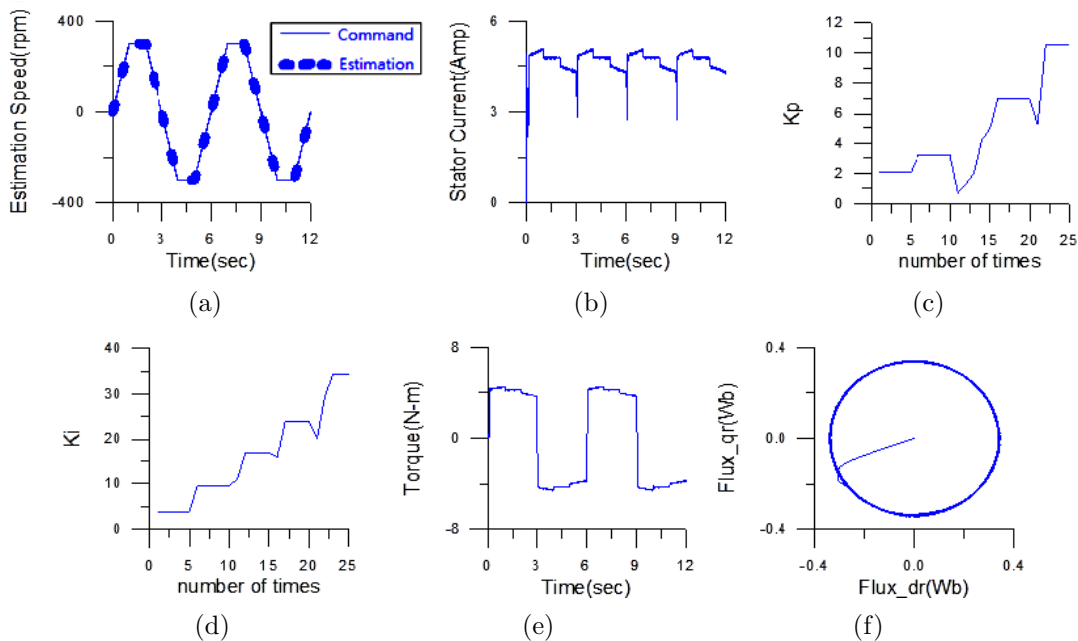 Estimation Speed(rpm)
400
0
-400
Command
Estimation
0 3 6 9 12
Time(sec)
(a)
Stator Current(Amp)
6
3
0
0 3 6 9 12
Time(sec)
(b)
Kp
12
10
8
6
4
2
0
0 5 10 15 20 25
number of times
(c)
Ki
40
30
20
10
0
0 5 10 15 20 25
number of times
(d)
Torque(N-m)
8
4
0
-8
0 3 6 9 12
Time(sec)
(e)
Flux_qr(Wb)
0.4
0.0
-0.4
-0.4 0.0 0.4
Flux_dr(Wb)
(f)